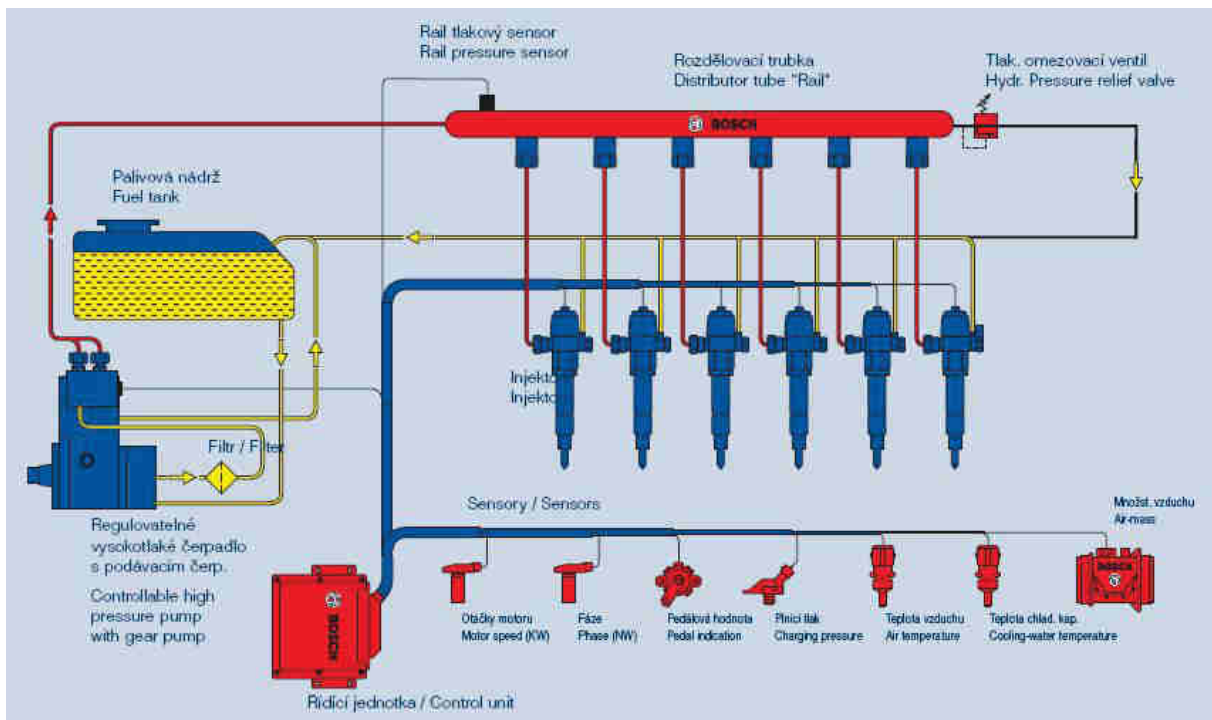 Rail tlakový sensor
Rail pressure sensor
Rozdělovací trubka
Distributor tube "Rail"
Tlak. omezovací ventil
Hydr. Pressure relief valve
BOSCH
Palivová nádrž
Fuel tank
Injekto
Injekto
Filtr / Filter
Sensory / Sensors
Množst. vzduchu
Air-mass
Regulovatelné
vysokotlaké čerpadlo
s podávacím čerp.
Controllable high
pressure pump
with gear pump
BOSCH
BOSCH
Otáčky motoru
Motor speed (KW)
Fáze
Phase (NW)
Pedálová hodnota
Pedal indication
Plnicí tlak
Charging pressure
Teplota vzduchu
Air temperature
Teplota chlad. kap.
Cooling-water temperature
Řídící jednotka / Control unit